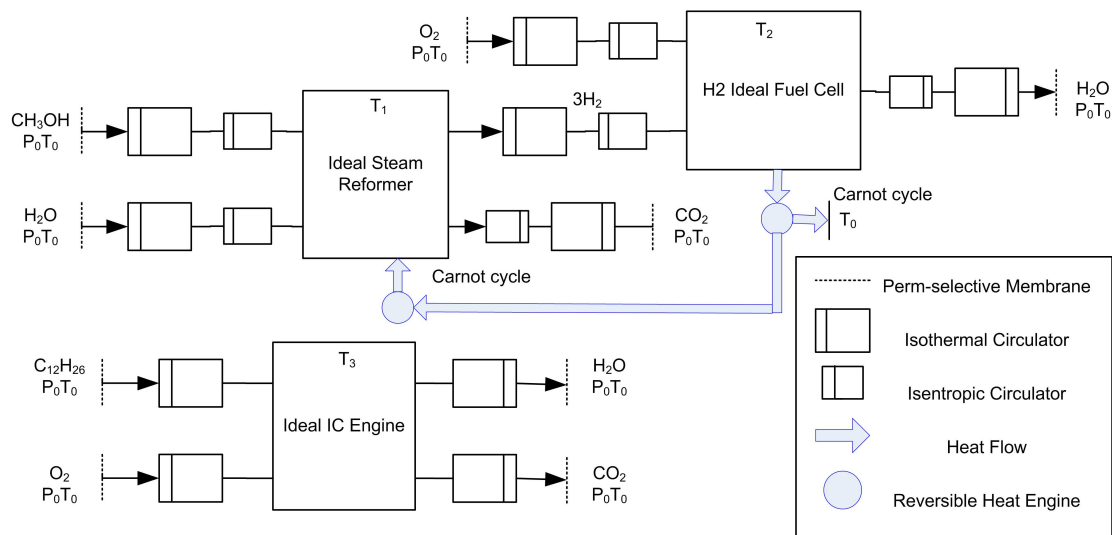 O₂
P₀T₀
T₂
H2 Ideal Fuel Cell
H₂O
P₀T₀
CH₃OH
P₀T₀
T₁
3H₂
Ideal Steam
Reformer
H₂O
P₀T₀
CO₂
P₀T₀
Carnot cycle
T₀
Carnot cycle
Perm-selective Membrane
Isothermal Circulator
Isentropic Circulator
Heat Flow
Reversible Heat Engine
C₁₂H₂₆
P₀T₀
T₃
H₂O
P₀T₀
Ideal IC Engine
O₂
P₀T₀
CO₂
P₀T₀